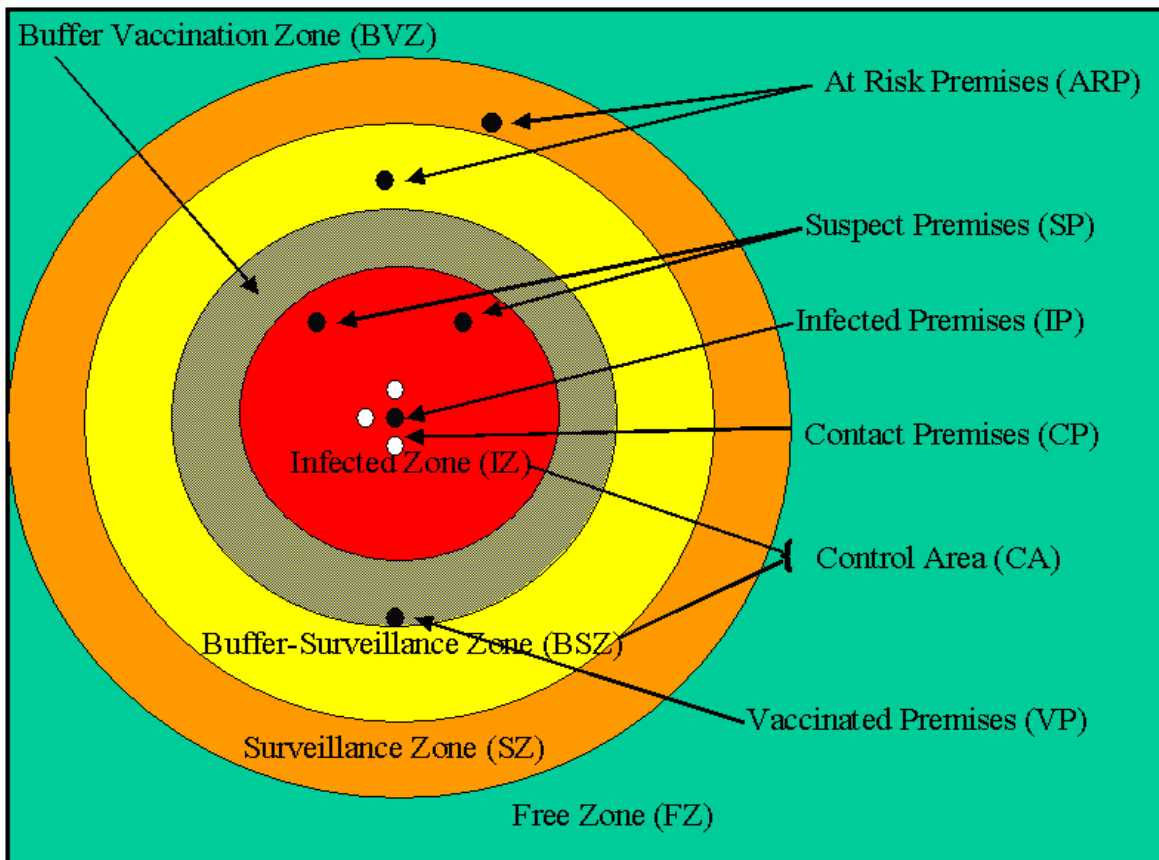 Buffer Vaccination Zone (BVZ)
At Risk Premises (ARP)
Suspect Premises (SP)
Infected Premises (IP)
Contact Premises (CP)
Infected Zone (IZ)
Control Area (CA)
Buffer-Surveillance Zone (BSZ)
Vaccinated Premises (VP)
Surveillance Zone (SZ)
Free Zone (FZ)